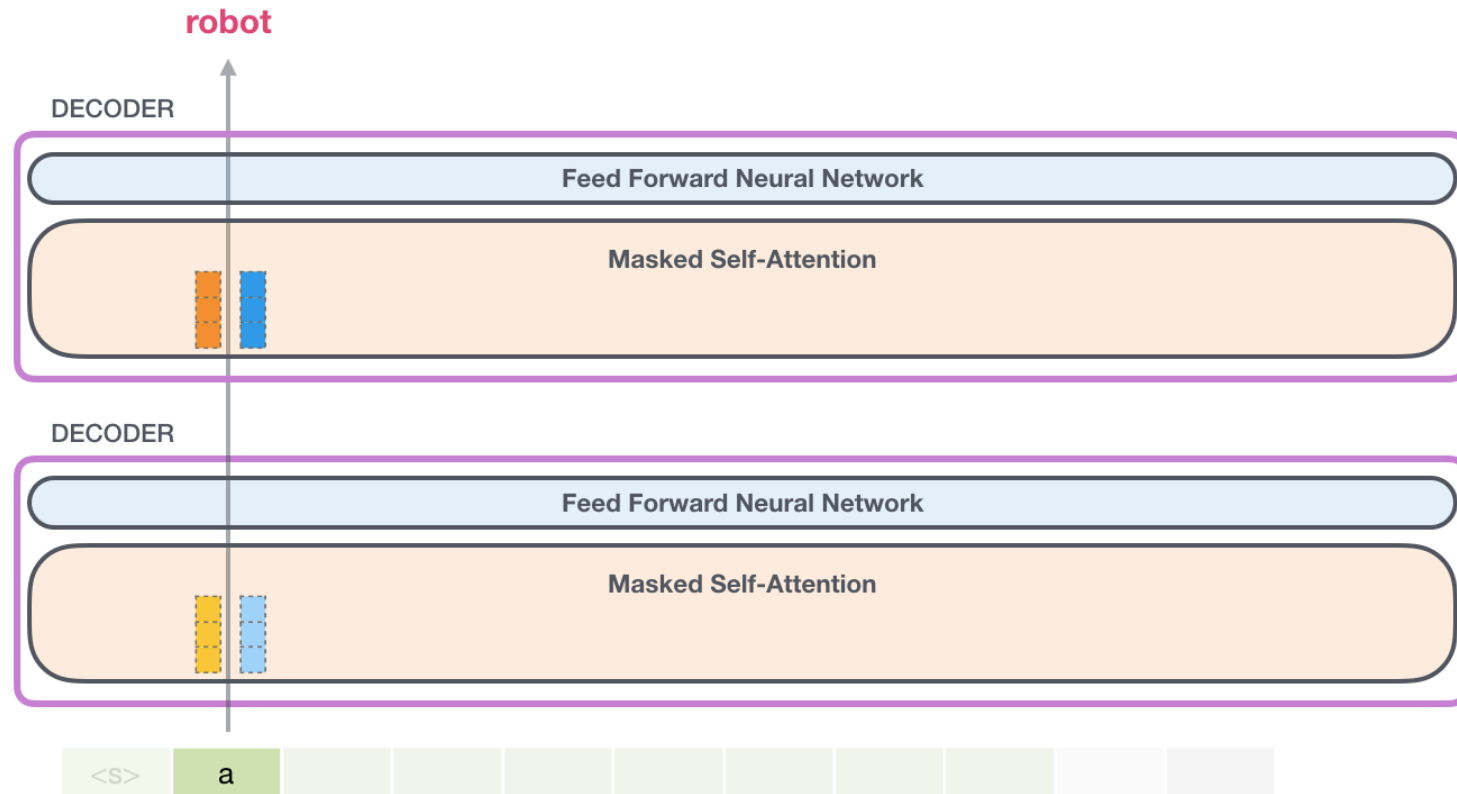 robot
DECODER
Feed Forward Neural Network
Masked Self-Attention
DECODER
Feed Forward Neural Network
Masked Self-Attention
<s> a